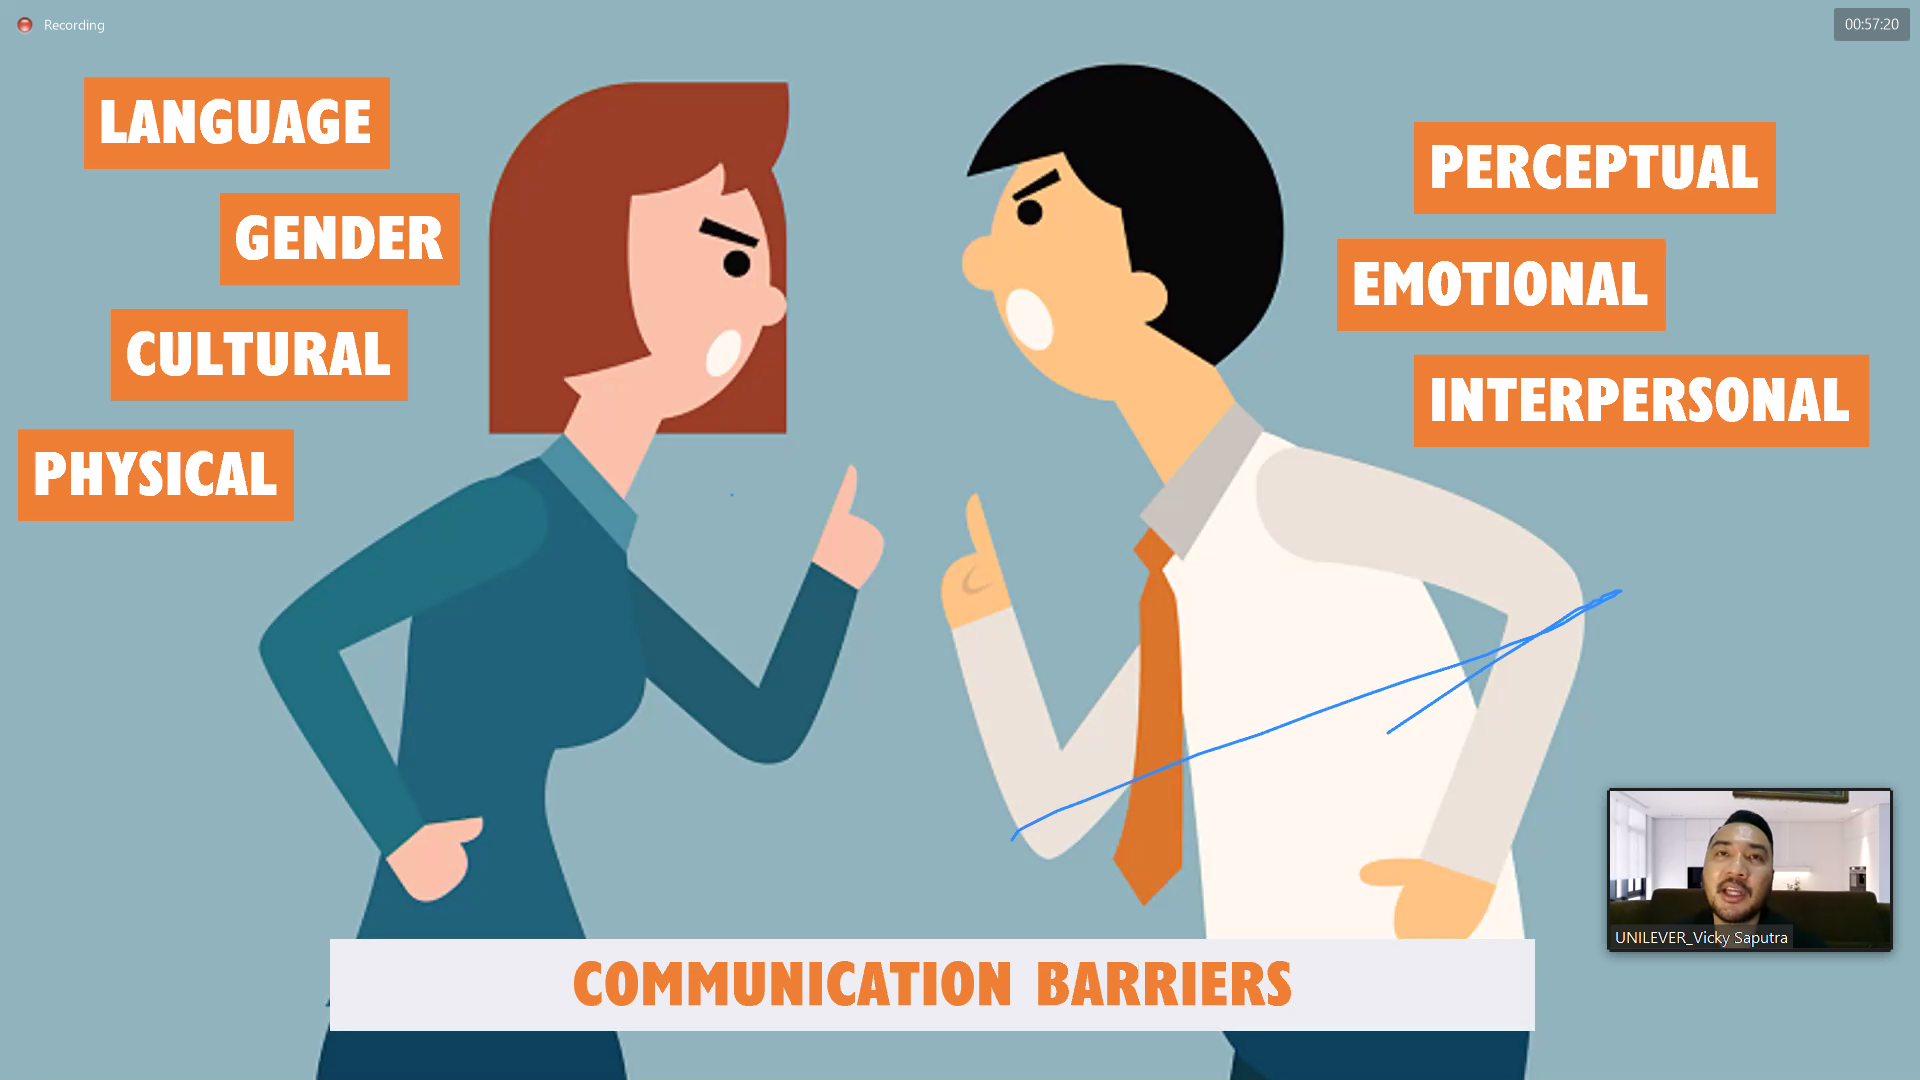 Recording
00:57:20
LANGUAGE
GENDER
CULTURAL
PHYSICAL
PERCEPTUAL
EMOTIONAL
INTERPERSONAL
UNILEVER_Vicky Saputra
COMMUNICATION BARRIERS